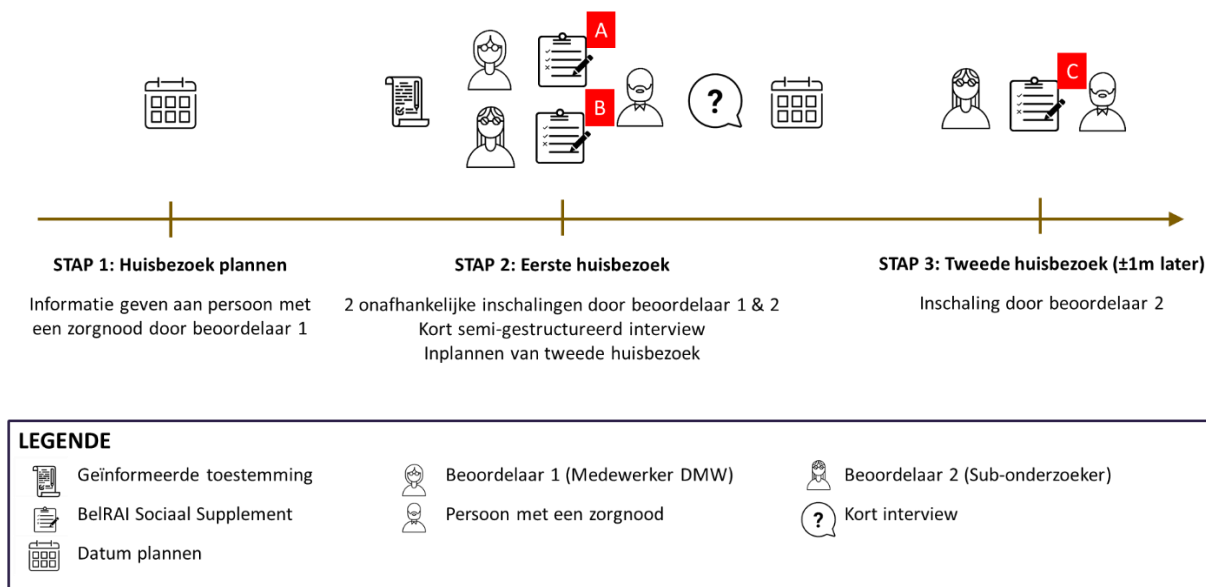 A
B
?
C
STAP 1: Huisbezoek plannen
Informatie geven aan persoon met
een zorgnood door beoordelaar 1
STAP 2: Eerste huisbezoek
2 onafhankelijke inschalingen door beoordelaar 1 & 2
Kort semi-gestructureerd interview
Inplannen van tweede huisbezoek
STAP 3: Tweede huisbezoek (±1m later)
Inschaling door beoordelaar 2
LEGENDE
Geïnformeerde toestemming
Beoordelaar 1 (Medewerker DMW)
Beoordelaar 2 (Sub-onderzoeker)
BelRAI Sociaal Supplement
Persoon met een zorgnood
?
Kort interview
Datum plannen